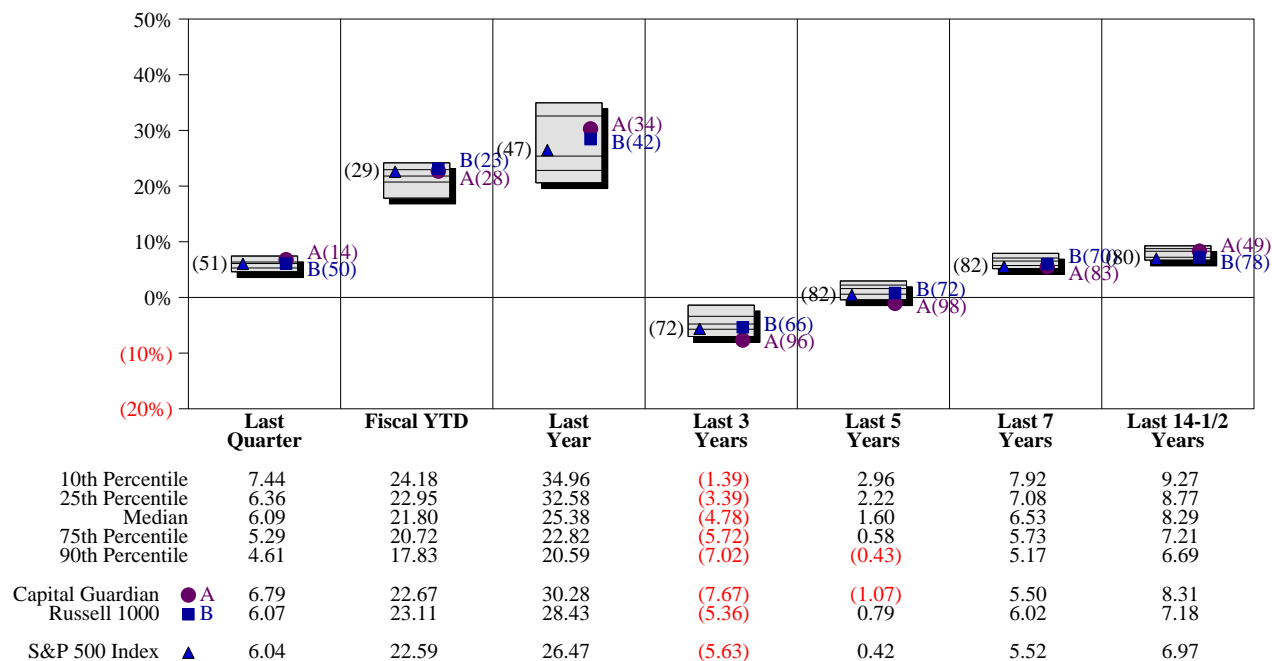 50%
40%
30%
20%
10%
0%
(10%)
(20%)
(51)
A(14)
B(50)
(29)
B(23)
A(28)
(47)
A(34)
B(42)
(72)
B(66)
A(96)
(82)
B(72)
A(98)
(82)
B(70)
A(83)
(80)
A(49)
B(78)
Last Quarter Fiscal YTD Last Year Last 3 Years Last 5 Years Last 7 Years Last 14-1/2 Years
10th Percentile 7.44 24.18 34.96 (1.39) 2.96 7.92 9.27
25th Percentile 6.36 22.95 32.58 (3.39) 2.22 7.08 8.77
Median 6.09 21.80 25.38 (4.78) 1.60 6.53 8.29
75th Percentile 5.29 20.72 22.82 (5.72) 0.58 5.73 7.21
90th Percentile 4.61 17.83 20.59 (7.02) (0.43) 5.17 6.69
Capital Guardian A 6.79 22.67 30.28 (7.67) (1.07) 5.50 8.31
Russell 1000 B 6.07 23.11 28.43 (5.36) 0.79 6.02 7.18
S&P 500 Index 6.04 22.59 26.47 (5.63) 0.42 5.52 6.97